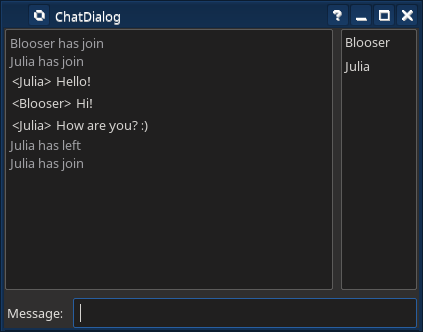 ChatDialog
Blooser has join
Julia has join
<Julia> Hello!
<Blooser> Hi!
<Julia> How are you? :)
Julia has left
Julia has join
Blooser
Julia
Message: